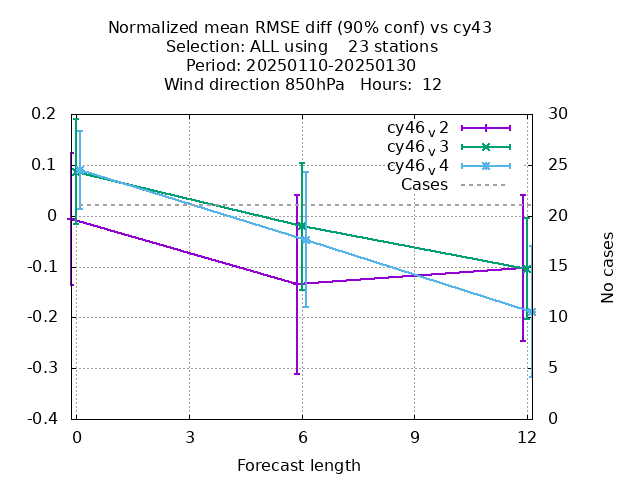 Normalized mean RMSE diff (90% conf) vs cy43
Selection: ALL using    23 stations
Period: 20250110-20250130
Wind direction 850hPa   Hours:  12
0.2
0.1
0
-0.1
-0.2
-0.3
-0.4
30
25
20
15
10
5
0
cy46_v2
cy46_v3
cy46_v4
Cases
No cases
0
3
6
9
12
Forecast length